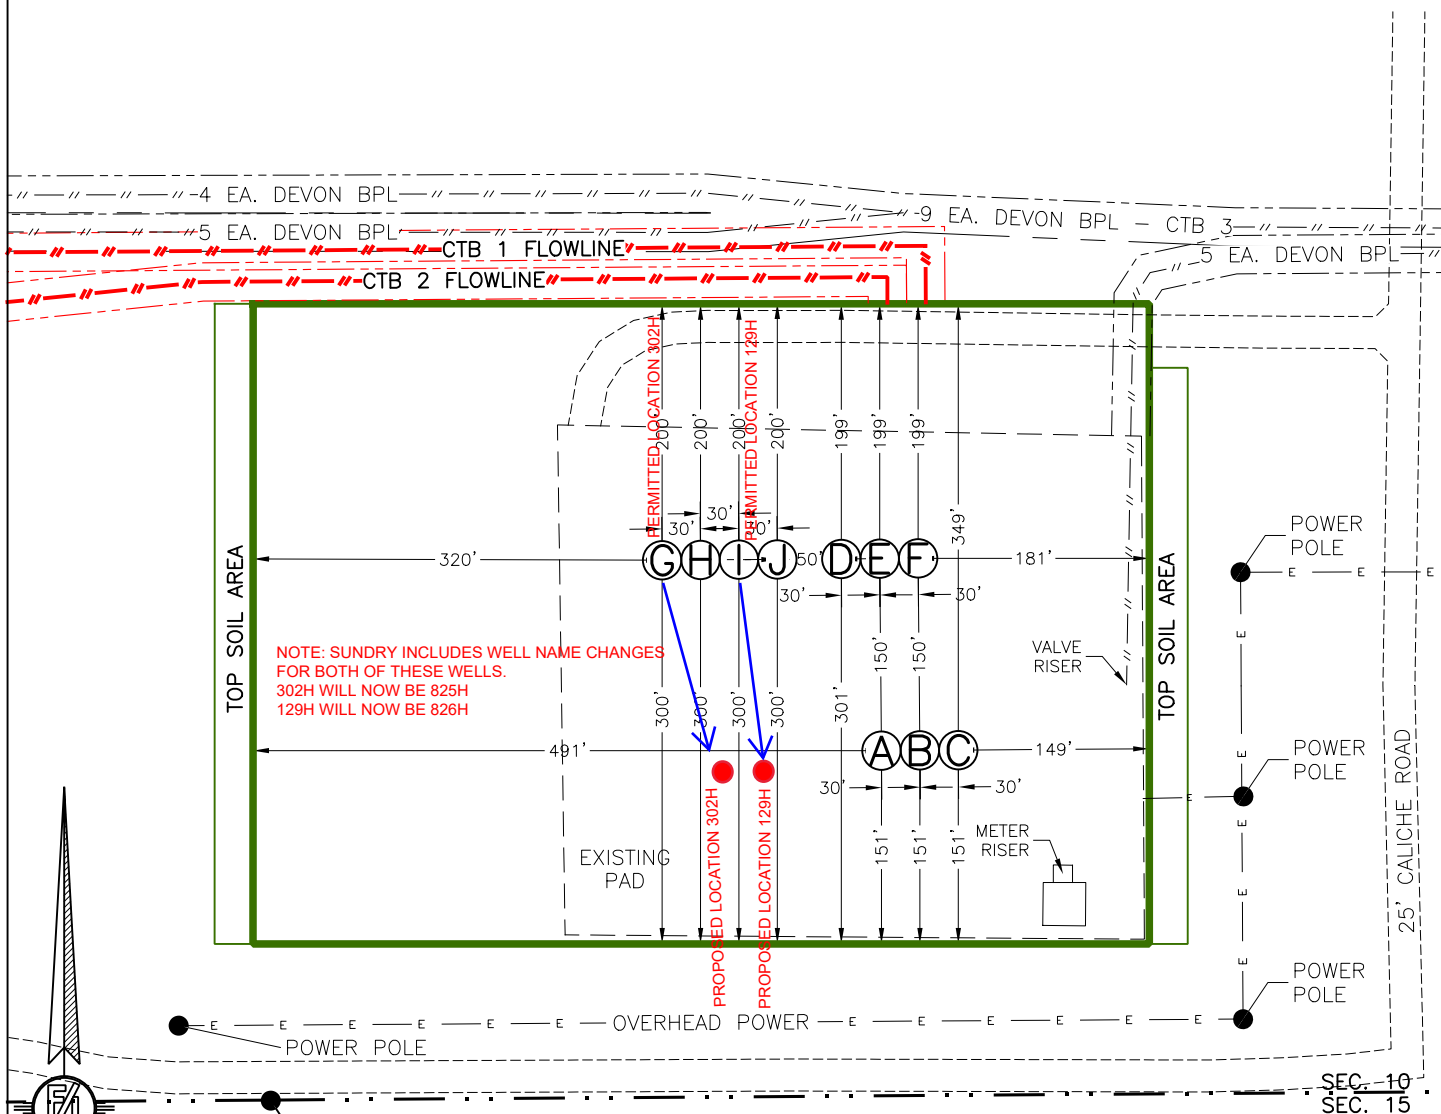 4 EA. DEVON BPL
5 EA. DEVON BPL
9 EA. DEVON BPL - CTB 3
5 EA. DEVON BPL
CTB 1 FLOWLINE
CTB 2 FLOWLINE
PERMITTED LOCATION 302H
PERMITTED LOCATION 129H
200'
200'
200'
200'
199'
199'
199'
349'
30'
30'
30'
320'
G
H
I
J
50'
D
E
F
181'
30'
30'
TOP SOIL AREA
TOP SOIL AREA
POWER
POLE
E
E
E
E
NOTE: SUNDRY INCLUDES WELL NAME CHANGES
FOR BOTH OF THESE WELLS.
302H WILL NOW BE 825H
129H WILL NOW BE 826H
300'
300'
300'
300'
301'
150'
150'
VALVE
RISER
E
491'
A
B
C
149'
30'
30'
POWER
POLE
E
25' CALICHE ROAD
PROPOSED LOCATION 302H
PROPOSED LOCATION 129H
151'
151'
151'
METER
RISER
EXISTING
PAD
E
E
POWER
POLE
E
E
E
E
E
E
OVERHEAD POWER
E
E
E
E
E
E
POWER POLE
SEC. 10
SEC. 15